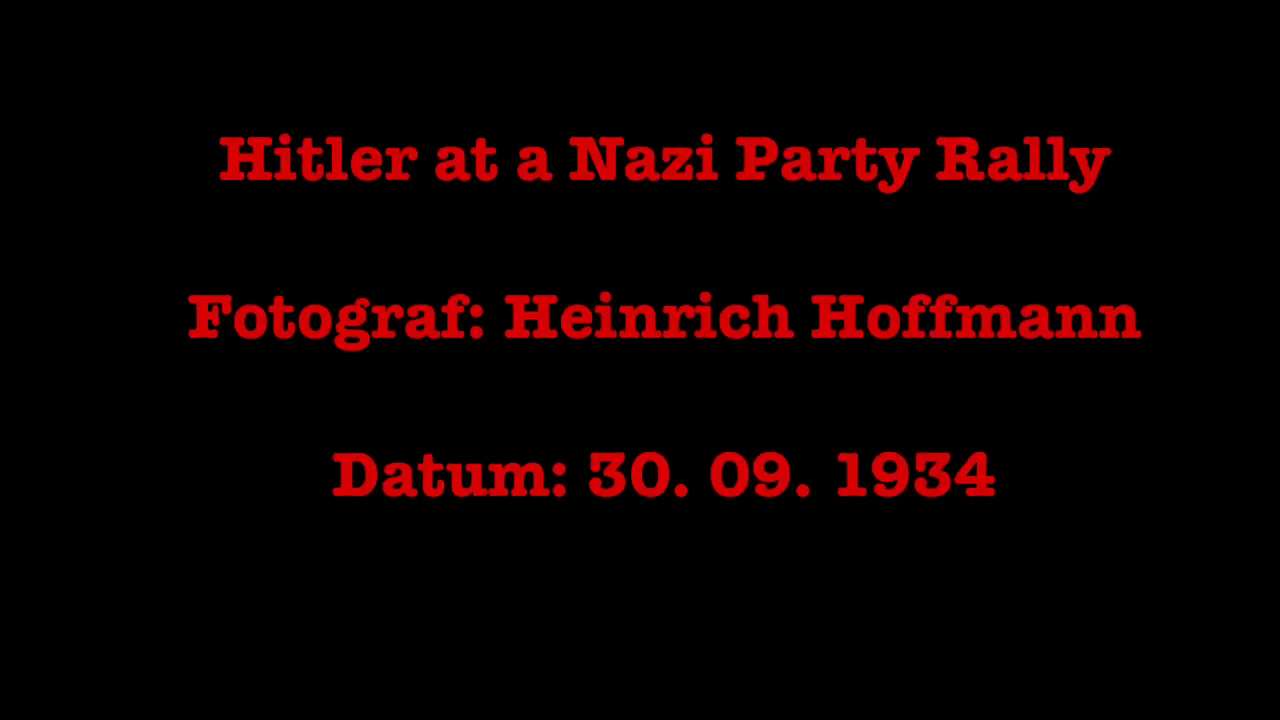 Hitler at a Nazi Party Rally
Fotograf: Heinrich Hoffmann
Datum: 30. 09. 1934